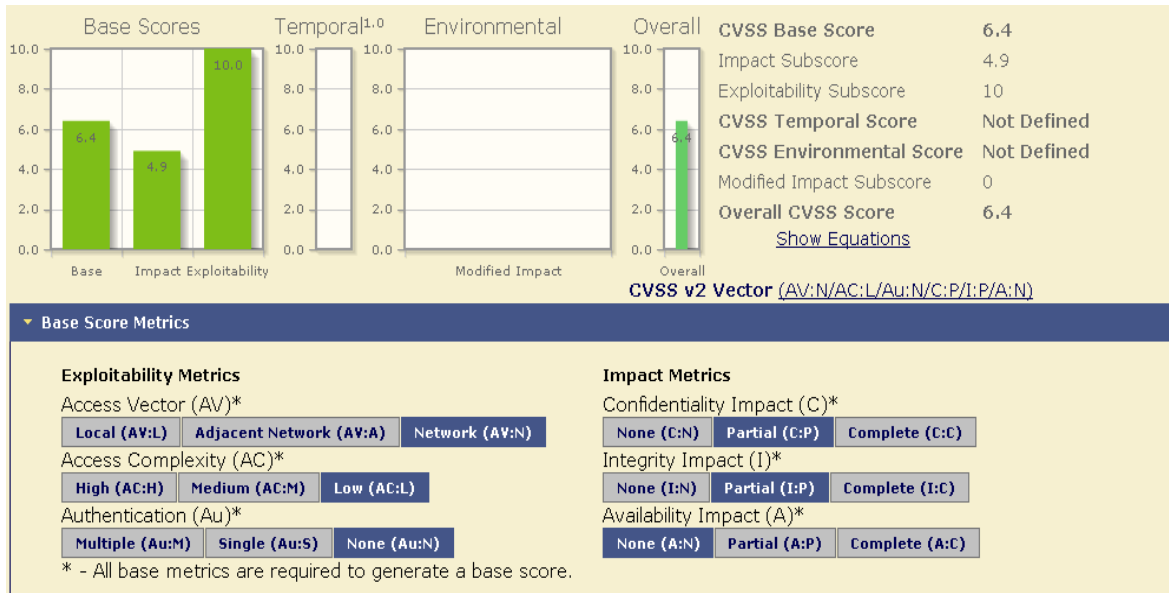 Base Scores
10.0
8.0
6.0
4.0
2.0
0.0
6.4
4.9
10.0
Base
Impact
Exploitability
Temporal1.0
10.0
8.0
6.0
4.0
2.0
0.0
Environmental
10.0
8.0
6.0
4.0
2.0
0.0
Modified Impact
Overall
10.0
8.0
6.0
4.0
2.0
0.0
6.4
Overall
CVSS Base Score 6.4
Impact Subscore 4.9
Exploitability Subscore 10
CVSS Temporal Score Not Defined
CVSS Environmental Score Not Defined
Modified Impact Subscore 0
Overall CVSS Score 6.4
Show Equations
CVSS v2 Vector (AV:N/AC:L/Au:N/C:P/I:P/A:N)
Base Score Metrics
Exploitability Metrics
Access Vector (AV)*
Local (AV:L) Adjacent Network (AV:A) Network (AV:N)
Access Complexity (AC)*
High (AC:H) Medium (AC:M) Low (AC:L)
Authentication (Au)*
Multiple (Au:M) Single (Au:S) None (Au:N)
* - All base metrics are required to generate a base score.
Impact Metrics
Confidentiality Impact (C)*
None (C:N) Partial (C:P) Complete (C:C)
Integrity Impact (I)*
None (I:N) Partial (I:P) Complete (I:C)
Availability Impact (A)*
None (A:N) Partial (A:P) Complete (A:C)